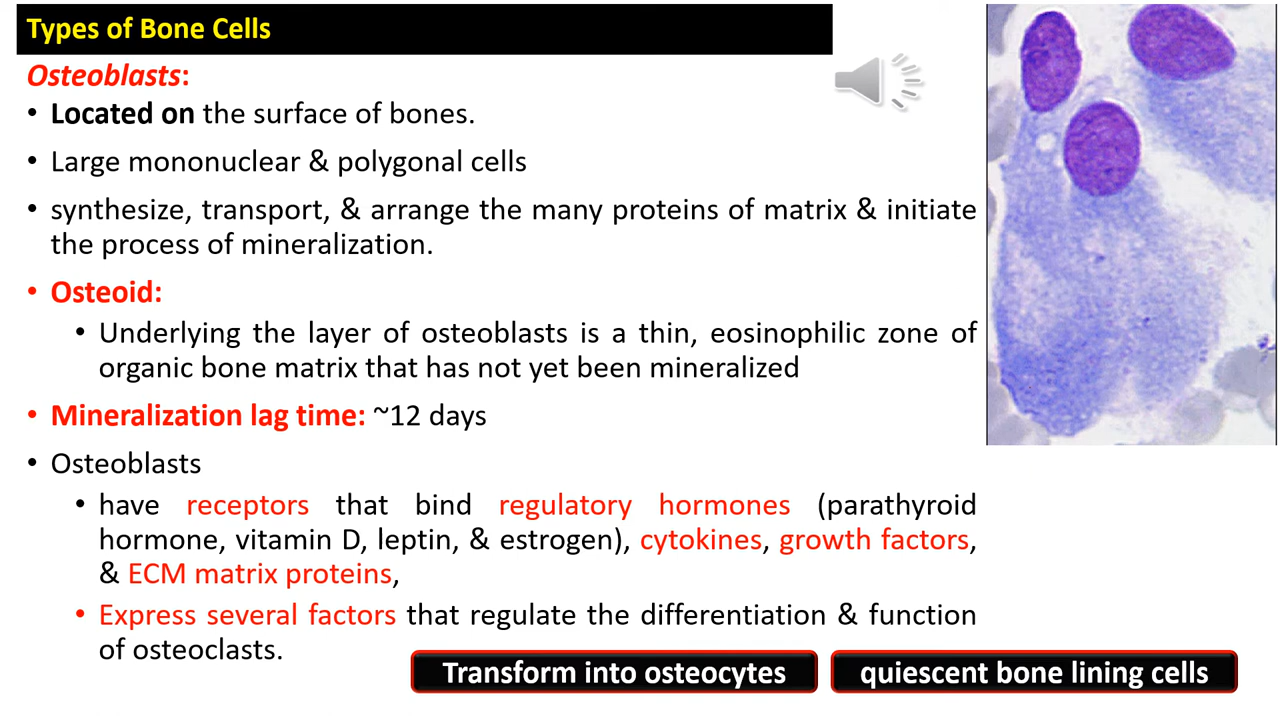 Types of Bone Cells
Osteoblasts:
• Located on the surface of bones.
• Large mononuclear & polygonal cells
• synthesize, transport, & arrange the many proteins of matrix & initiate
the process of mineralization.
• Osteoid:
• Underlying the layer of osteoblasts is a thin, eosinophilic zone of
organic bone matrix that has not yet been mineralized
• Mineralization lag time: ~12 days
• Osteoblasts
• have receptors that bind regulatory hormones (parathyroid
hormone, vitamin D, leptin, & estrogen), cytokines, growth factors,
& ECM matrix proteins,
• Express several factors that regulate the differentiation & function
of osteoclasts.
Transform into osteocytes
quiescent bone lining cells